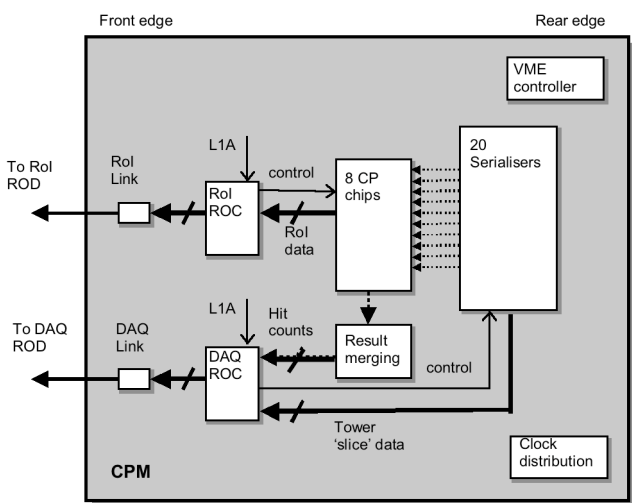 Front edge
Rear edge
VME
controller
L1A
20
Serialisers
To RoI
ROD
RoI
Link
control
8 CP
chips
RoI
ROC
RoI
data
L1A
Hit
counts
To DAQ
ROD
DAQ
Link
DAQ
ROC
Result
merging
control
Tower
'slice' data
Clock
distribution
CPM